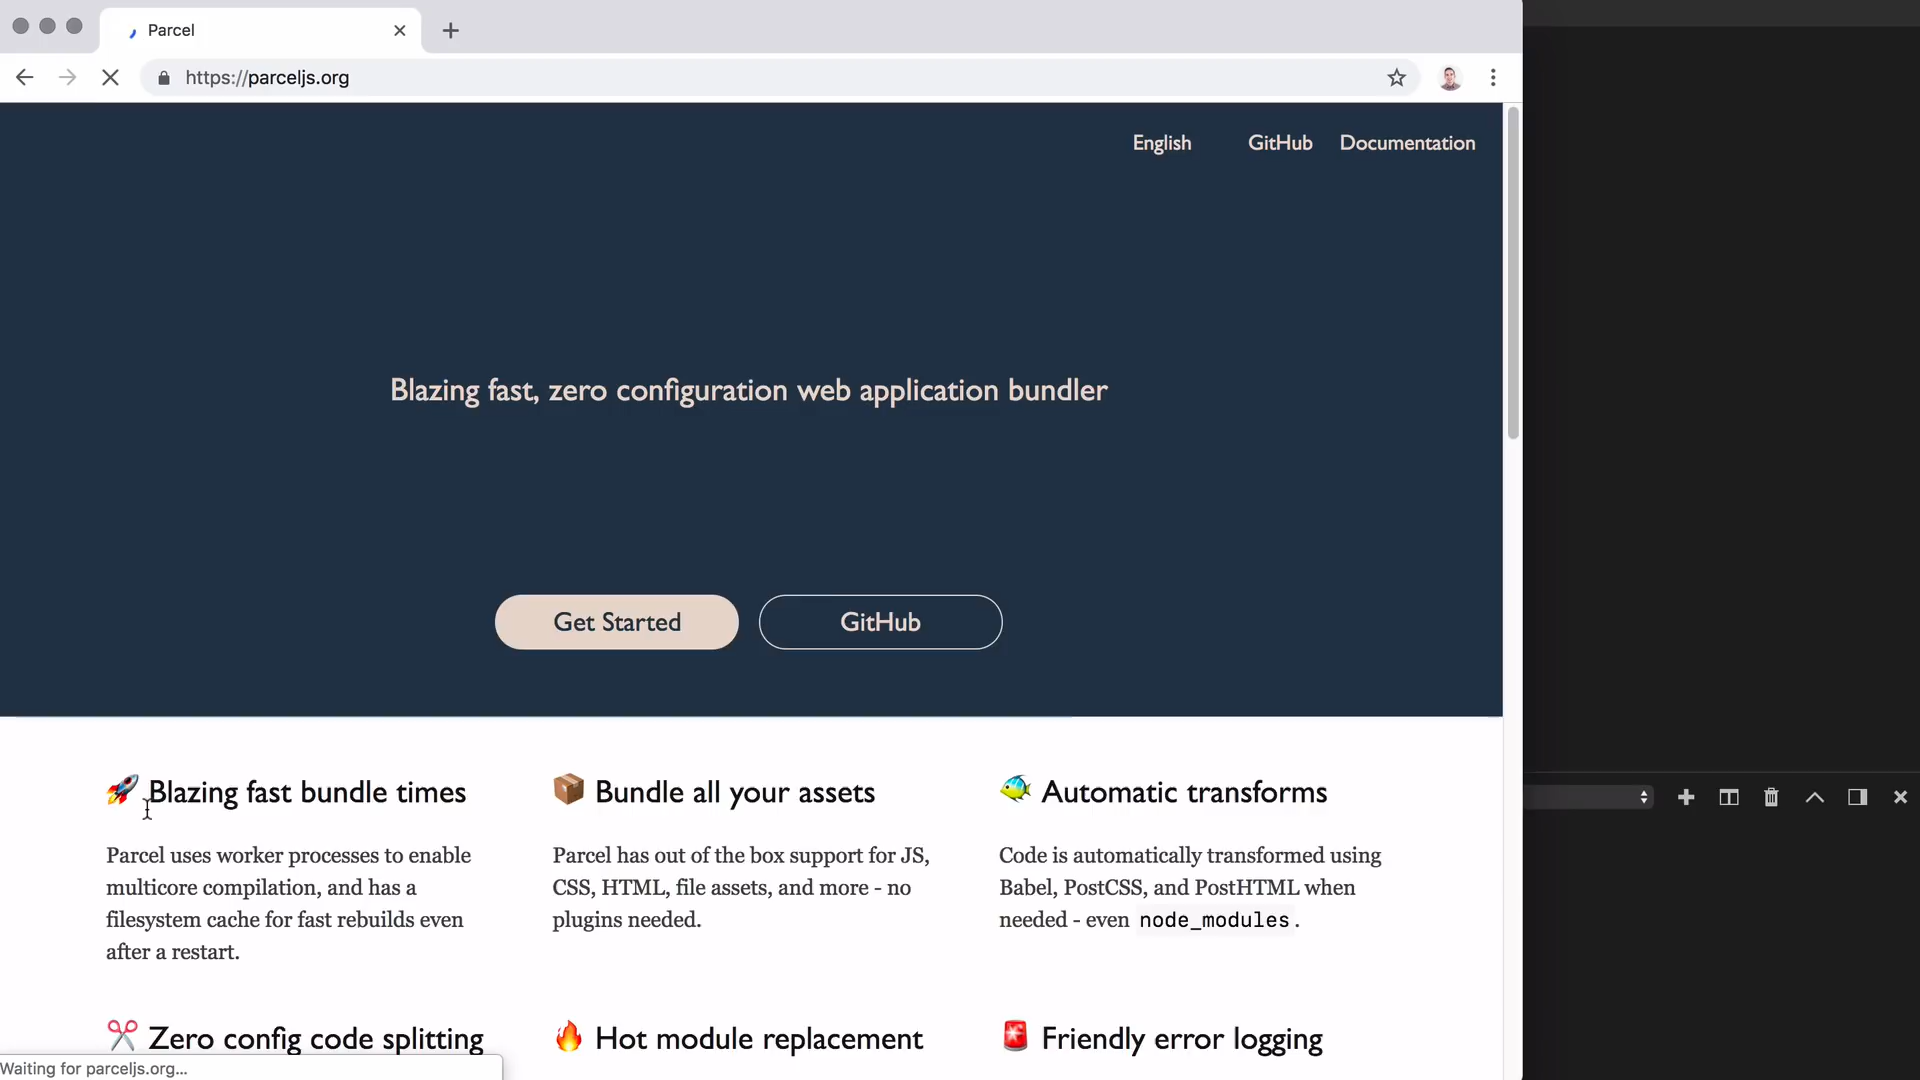 Parcel
https://parceljs.org
English GitHub Documentation
Blazing fast, zero configuration web application bundler
Get Started GitHub
🚀 Blazing fast bundle times
Parcel uses worker processes to enable
multicore compilation, and has a
filesystem cache for fast rebuilds even
after a restart.
📦 Bundle all your assets
Parcel has out of the box support for JS,
CSS, HTML, file assets, and more - no
plugins needed.
🐠 Automatic transforms
Code is automatically transformed using
Babel, PostCSS, and PostHTML when
needed - even node_modules.
✂️ Zero config code splitting
🔥 Hot module replacement
🚨 Friendly error logging
Waiting for parceljs.org...